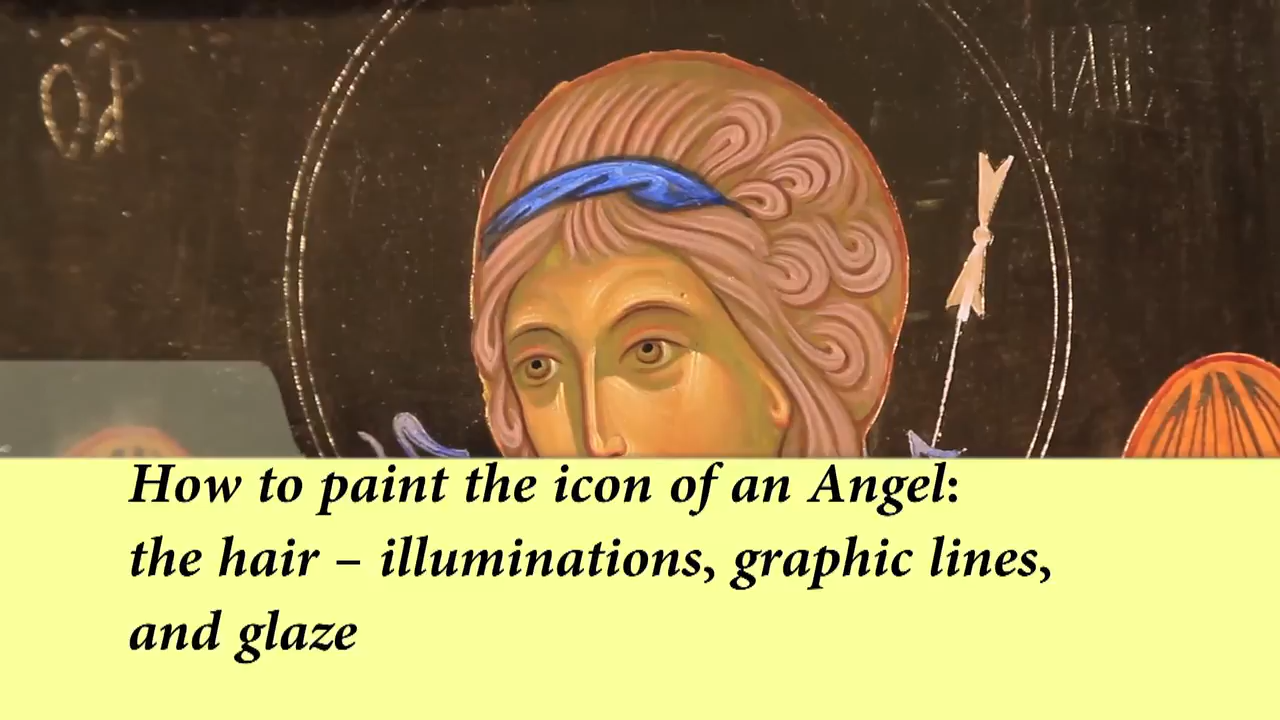 How to paint the icon of an Angel:
the hair – illuminations, graphic lines,
and glaze